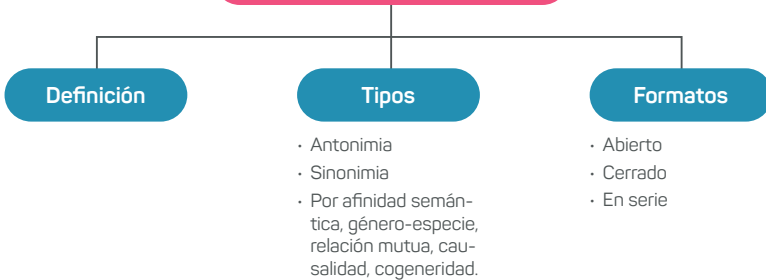 Definición
Tipos
· Antonimia
· Sinonimia
· Por afinidad semán-
tica, género-especie,
relación mutua, cau-
salidad, cogeneridad.
Formatos
· Abierto
· Cerrado
· En serie